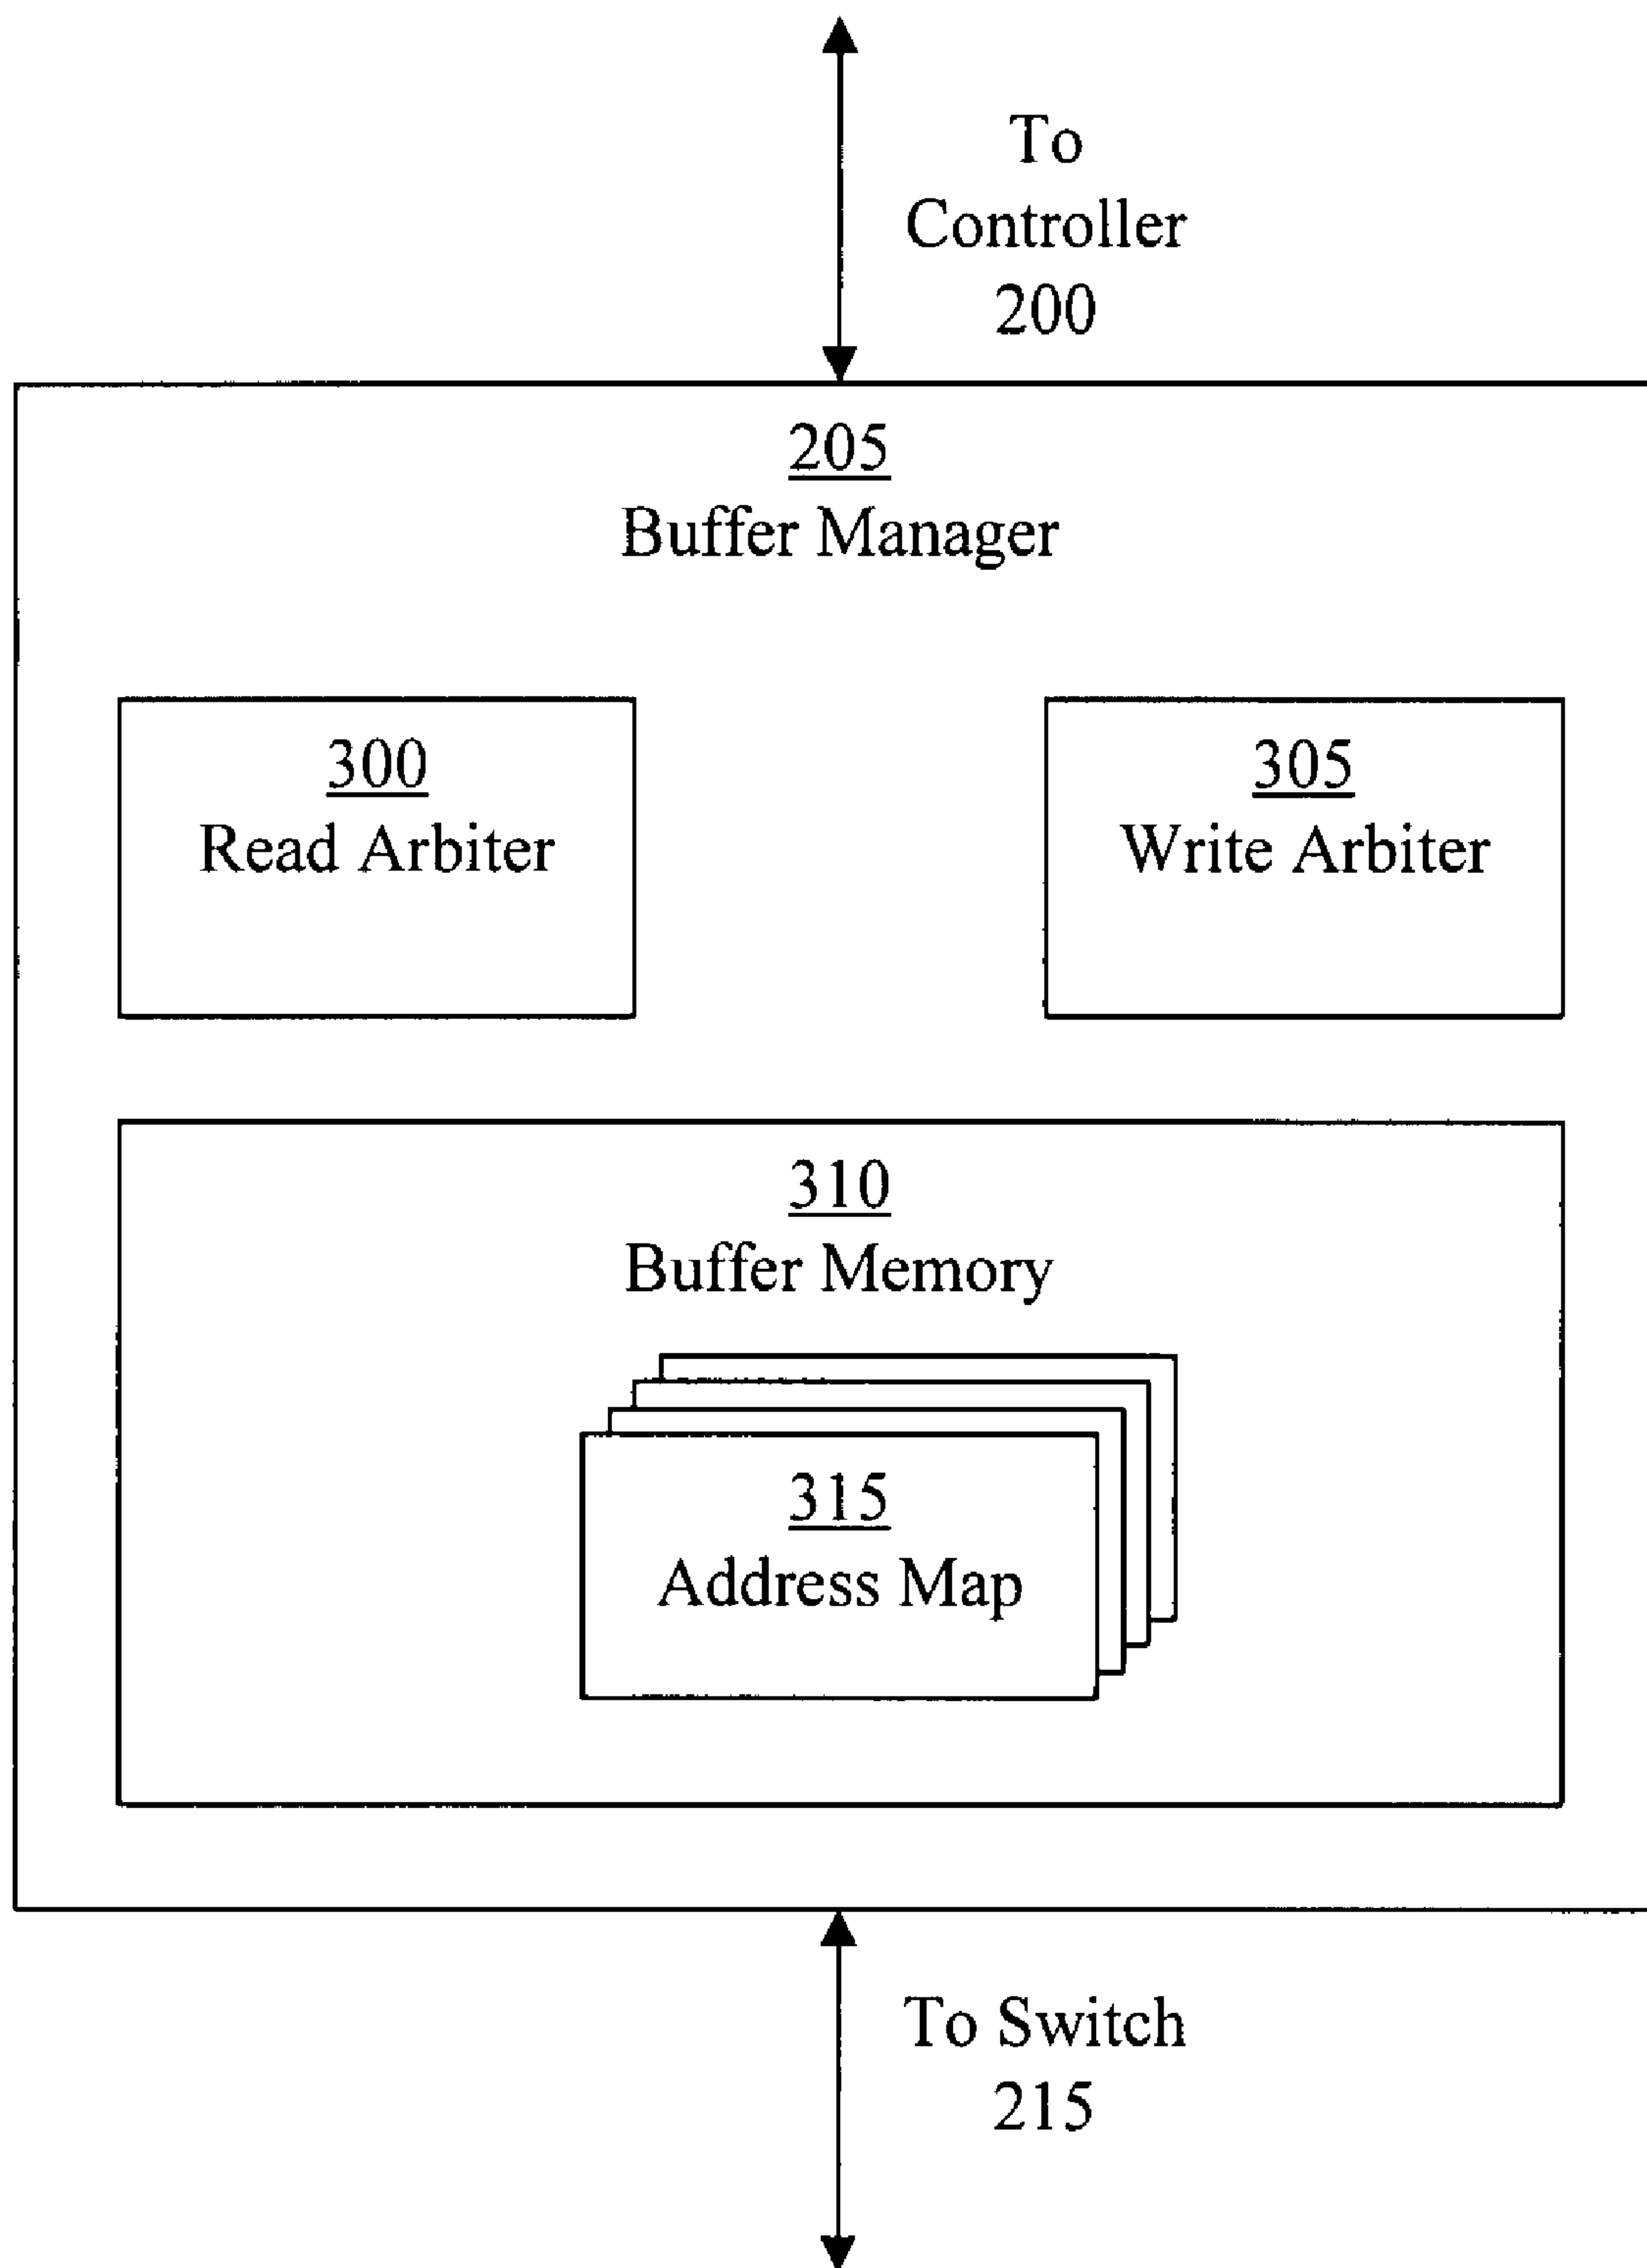 To
Controller
200
205
Buffer Manager
300
Read Arbiter
305
Write Arbiter
310
Buffer Memory
315
Address Map
To Switch
215